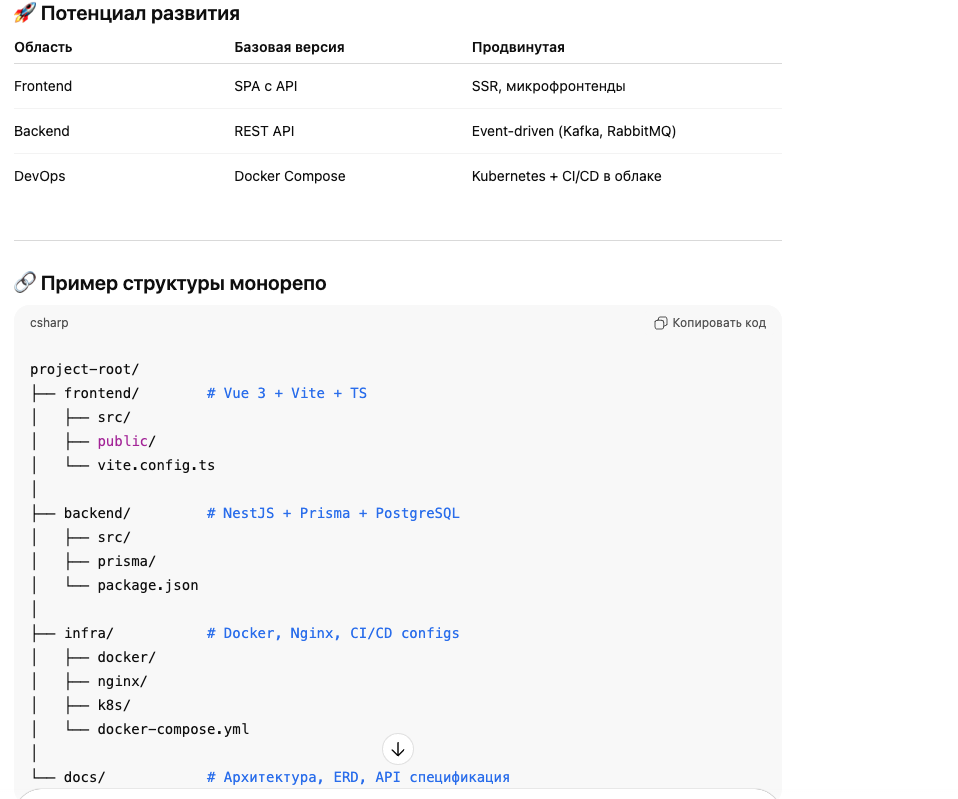 🚀 Потенциал развития
Область Базовая версия Продвинутая
Frontend SPA с API SSR, микрофронтенды
Backend REST API Event-driven (Kafka, RabbitMQ)
DevOps Docker Compose Kubernetes + CI/CD в облаке
🔗 Пример структуры монорепо
csharp Копировать код
project-root/
├── frontend/        # Vue 3 + Vite + TS
│   ├── src/
│   ├── public/
│   └── vite.config.ts
│
├── backend/         # NestJS + Prisma + PostgreSQL
│   ├── src/
│   ├── prisma/
│   └── package.json
│
├── infra/           # Docker, Nginx, CI/CD configs
│   ├── docker/
│   ├── nginx/
│   ├── k8s/
│   └── docker-compose.yml
│
└── docs/            # Архитектура, ERD, API спецификация